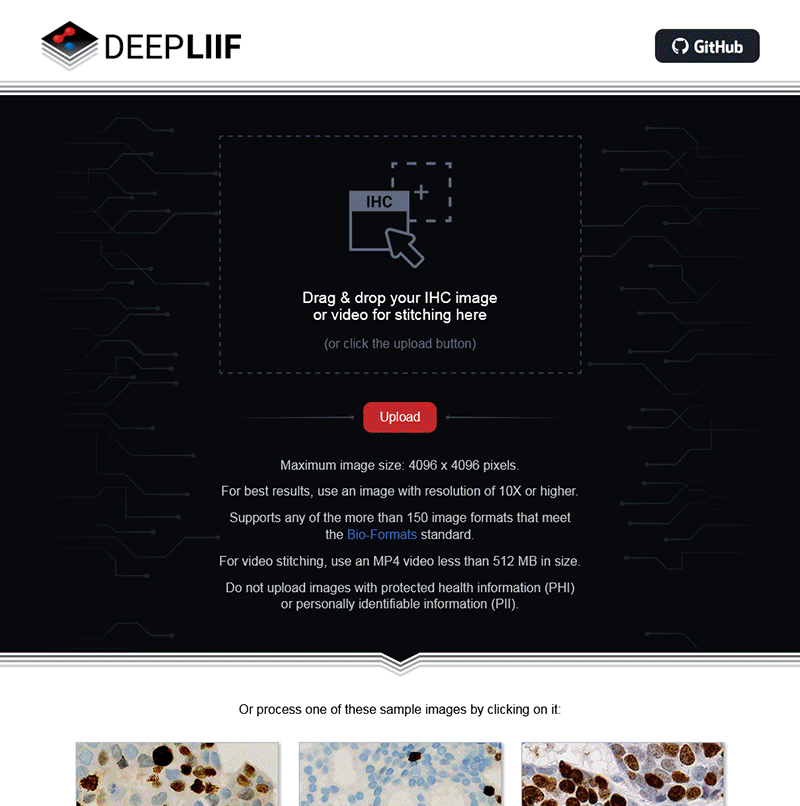 DEEPLIIF
GitHub
IHC
Drag & drop your IHC image
or video for stitching here
(or click the upload button)
Upload
Maximum image size: 4096 x 4096 pixels.
For best results, use an image with resolution of 10X or higher.
Supports any of the more than 150 image formats that meet
the Bio-Formats standard.
For video stitching, use an MP4 video less than 512 MB in size.
Do not upload images with protected health information (PHI)
or personally identifiable information (PII).
Or process one of these sample images by clicking on it: